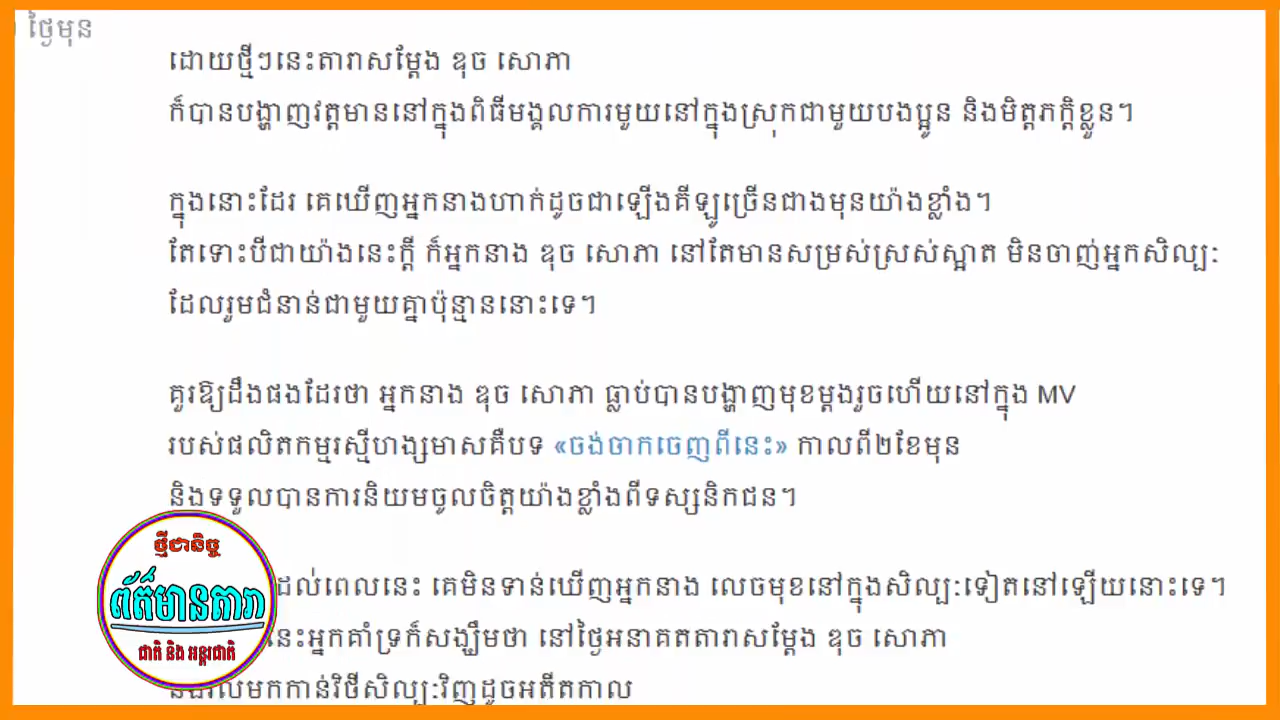 ថ្ងៃមុន
ដោយថ្មីៗនេះតារាសម្ដែង ឌុច សោភា
ក៏បានបង្ហាញវត្តមាននៅក្នុងពិធីមង្គលការមួយនៅក្នុងស្រុកជាមួយបងប្អូន និងមិត្តភក្តិខ្លួន។
ក្នុងនោះដែរ គេឃើញអ្នកនាងហាក់ដូចជាឡើងគីឡូច្រើនជាងមុនយ៉ាងខ្លាំង។
តែទោះបីជាយ៉ាងនេះក្តី ក៏អ្នកនាង ឌុច សោភា នៅតែមានសម្រស់ស្រស់ស្អាត មិនចាញ់អ្នកសិល្បៈ
ដែលរួមជំនាន់ជាមួយគ្នាប៉ុន្មាននោះទេ។
គួរឱ្យដឹងផងដែរថា អ្នកនាង ឌុច សោភា ធ្លាប់បានបង្ហាញមុខម្ដងរួចហើយនៅក្នុង MV
របស់ផលិតកម្មរស្មីហង្សមាសគឺបទ «ចង់ចាកចេញពីនេះ» កាលពី២ខែមុន
និងទទួលបានការនិយមចូលចិត្តយ៉ាងខ្លាំងពីទស្សនិកជន។
ដល់ពេលនេះ គេមិនទាន់ឃើញអ្នកនាង លេចមុខនៅក្នុងសិល្បៈទៀតនៅឡើយនោះទេ។
នេះអ្នកគាំទ្រក៏សង្ឃឹមថា នៅថ្ងៃអនាគតតារាសម្ដែង ឌុច សោភា
មកកាន់វិថីសិល្បៈវិញដូចអតីតកាល
ថ្មីជានិច្ច
ព័ត៌មានតារា
ជាតិ និង អន្តរជាតិ